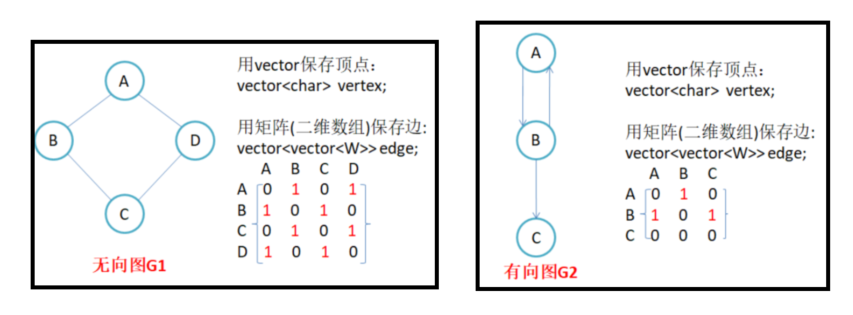 A
B
D
C
无向图G1
用vector保存顶点:
vector<char> vertex;
用矩阵(二维数组)保存边:
vector<vector<W>> edge;
A B C D
A 0 1 0 1
B 1 0 1 0
C 0 1 0 1
D 1 0 1 0
A
B
C
有向图G2
用vector保存顶点:
vector<char> vertex;
用矩阵(二维数组)保存边:
vector<vector<W>> edge;
A B C
A 0 1 0
B 1 0 1
C 0 0 0